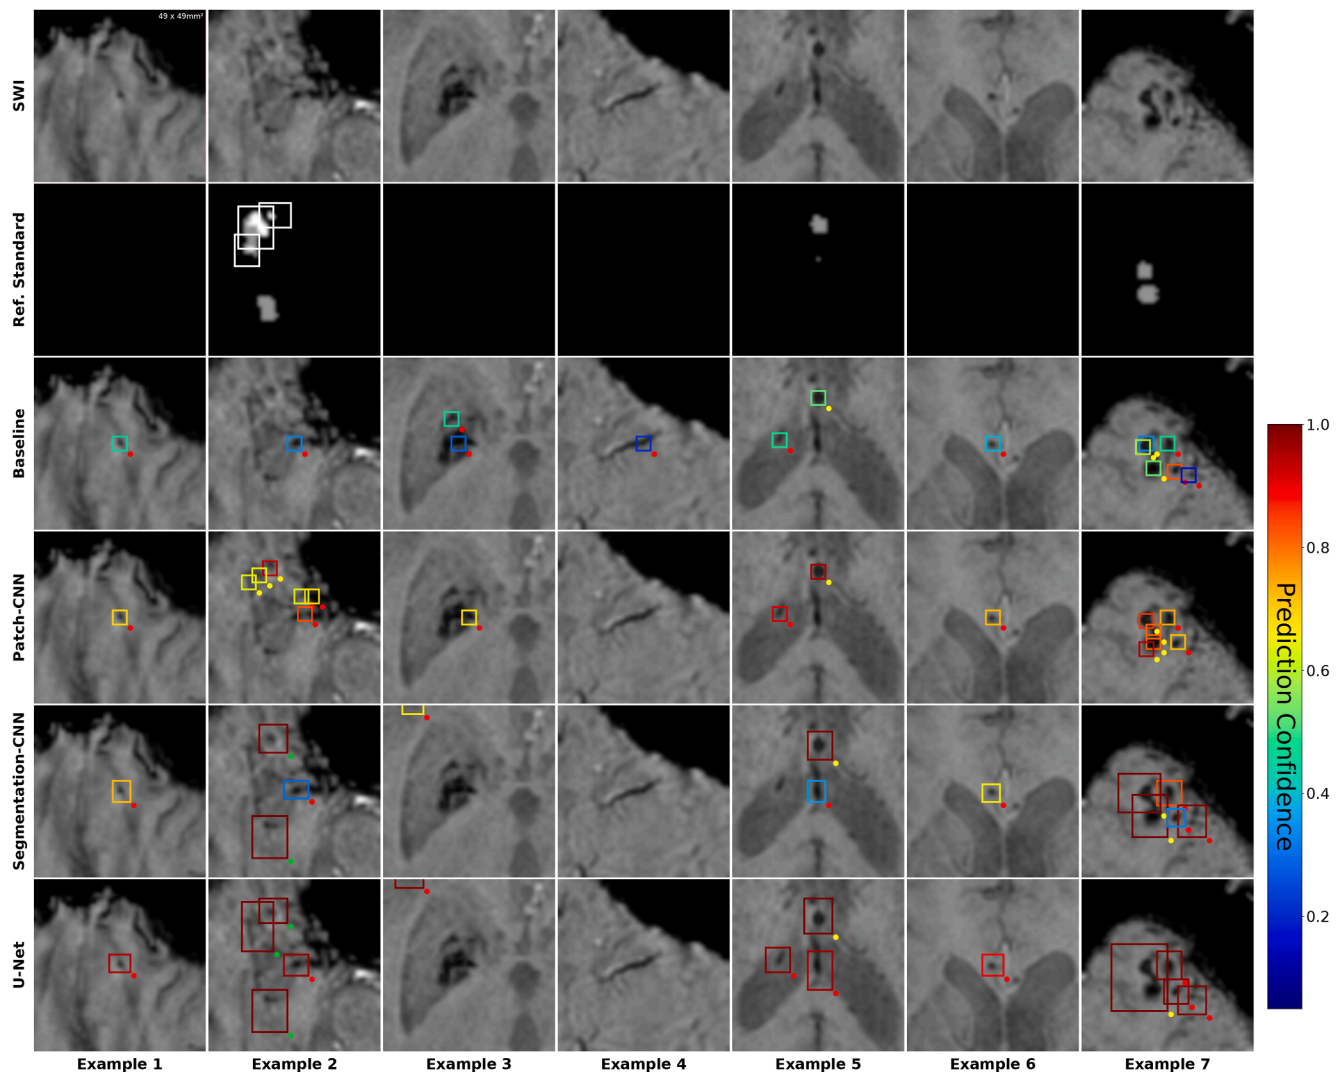 49 x 49mm²
SWI
Ref. Standard
Baseline
Patch-CNN
Segmentation-CNN
U-Net
Example 1
Example 2
Example 3
Example 4
Example 5
Example 6
Example 7
1.0
0.8
0.6
0.4
0.2
Prediction Confidence